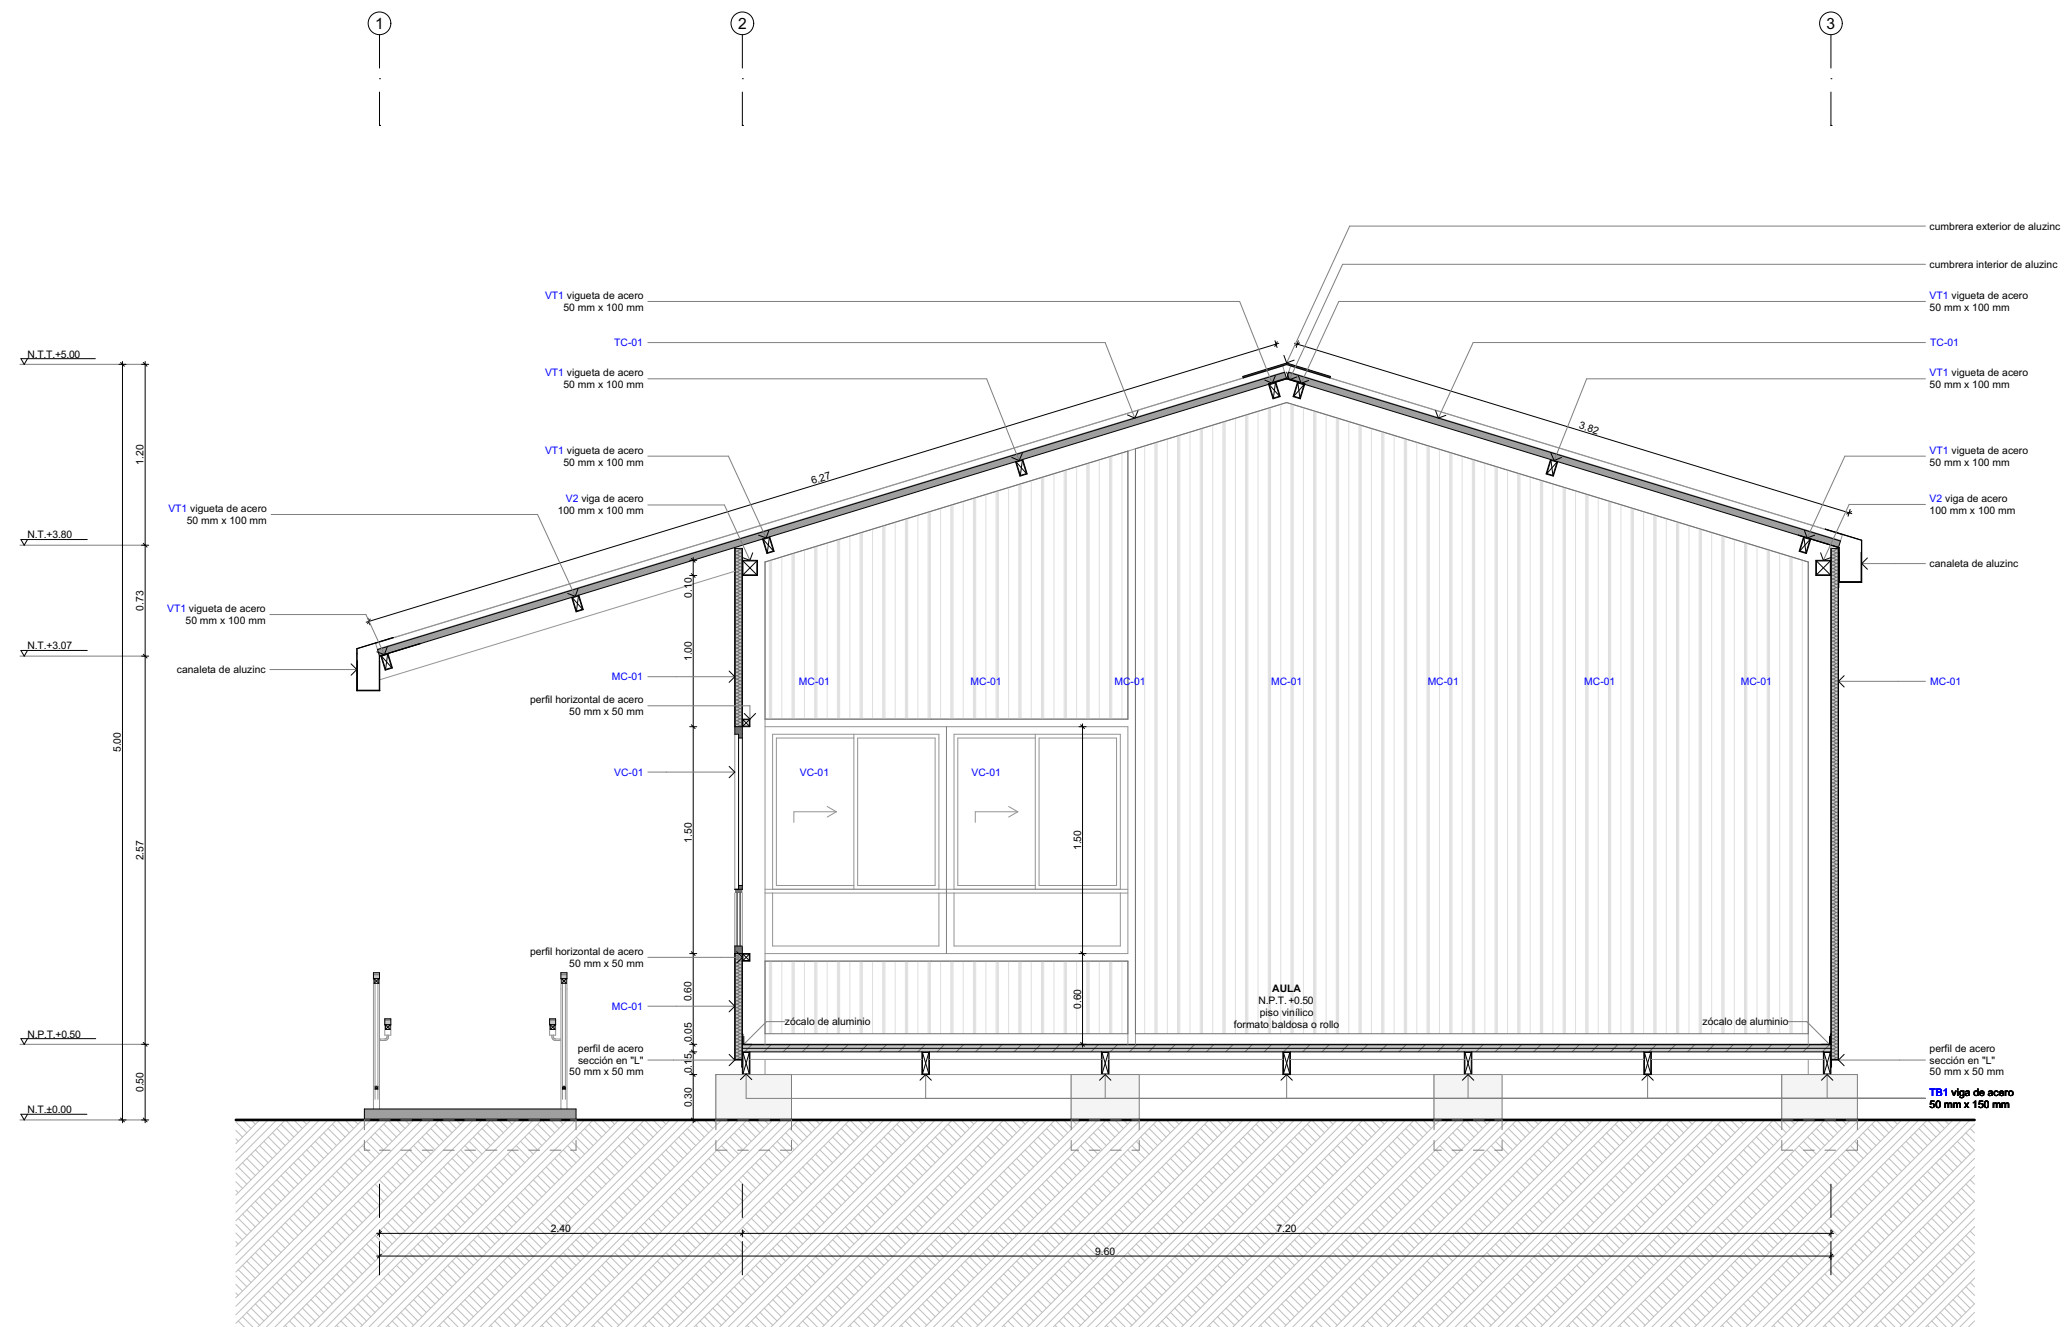 1
2
3
cumbrera exterior de aluzinc
cumbrera interior de aluzinc
VT1 vigueta de acero
50 mm x 100 mm
VT1 vigueta de acero
50 mm x 100 mm
TC-01
TC-01
N.T.T.+5.00
VT1 vigueta de acero
50 mm x 100 mm
VT1 vigueta de acero
50 mm x 100 mm
3.82
1.20
VT1 vigueta de acero
50 mm x 100 mm
VT1 vigueta de acero
50 mm x 100 mm
6.27
V2 viga de acero
100 mm x 100 mm
V2 viga de acero
100 mm x 100 mm
VT1 vigueta de acero
50 mm x 100 mm
N.T.+3.80
canaleta de aluzinc
0.10
0.73
VT1 vigueta de acero
50 mm x 100 mm
N.T.+3.07
1.00
canaleta de aluzinc
MC-01
MC-01
MC-01
MC-01
MC-01
MC-01
MC-01
MC-01
MC-01
perfil horizontal de acero
50 mm x 50 mm
5.00
VC-01
VC-01
VC-01
1.50
1.50
2.57
perfil horizontal de acero
50 mm x 50 mm
0.60
0.60
MC-01
AULA
N.P.T. +0.50
piso vinílico
formato baldosa o rollo
zócalo de aluminio
zócalo de aluminio
0.05
N.P.T.+0.50
perfil de acero
sección en "L"
50 mm x 50 mm
perfil de acero
sección en "L"
50 mm x 50 mm
0.15
0.50
0.30
TB1 viga de acero
50 mm x 150 mm
N.T.±0.00
2.40
7.20
9.60